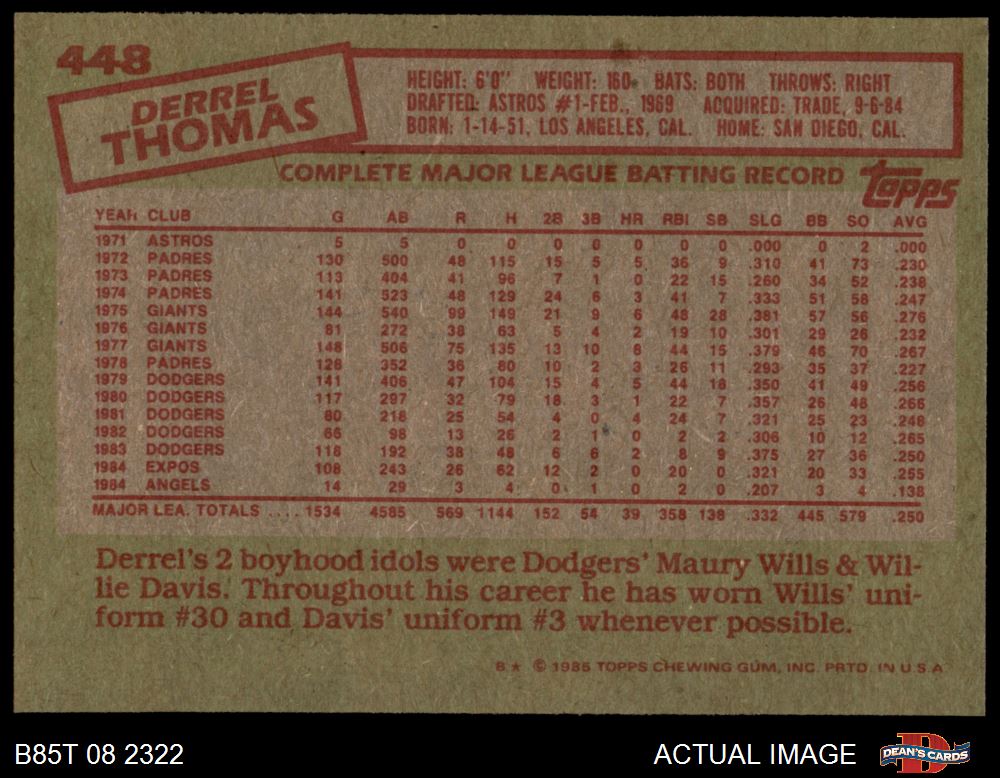 448
DERREL
THOMAS
HEIGHT: 6'0" WEIGHT: 160 BATS: BOTH THROWS: RIGHT
DRAFTED: ASTROS #1-FEB., 1969 ACQUIRED: TRADE, 9-6-84
BORN: 1-14-51, LOS ANGELES, CAL. HOME: SAN DIEGO, CAL.
COMPLETE MAJOR LEAGUE BATTING RECORD topps
YEAR CLUB G AB R H 2B 3B HR RBI SB SLG BB SO AVG
1971 ASTROS 5 5 0 0 0 0 0 0 0 .000 0 2 .000
1972 PADRES 130 500 48 115 15 5 5 36 9 .310 41 73 .230
1973 PADRES 113 404 41 96 7 1 0 22 15 .260 34 52 .238
1974 PADRES 141 523 48 129 24 6 3 41 7 .333 51 58 .247
1975 GIANTS 144 540 99 149 21 9 6 48 28 .381 57 56 .276
1976 GIANTS 81 272 38 63 5 4 2 19 10 .301 29 26 .232
1977 GIANTS 148 506 75 135 13 10 8 44 15 .379 46 70 .267
1978 PADRES 128 352 36 80 10 2 3 26 11 .293 35 37 .227
1979 DODGERS 141 406 47 104 15 4 5 44 18 .350 41 49 .256
1980 DODGERS 117 297 32 79 18 3 1 22 7 .357 26 48 .266
1981 DODGERS 80 218 25 54 4 0 4 24 7 .321 25 23 .248
1982 DODGERS 66 98 13 26 2 1 0 2 2 .306 10 12 .265
1983 DODGERS 118 192 38 48 6 6 2 8 9 .375 27 36 .250
1984 EXPOS 108 243 26 62 12 2 0 20 0 .321 20 33 .255
1984 ANGELS 14 29 3 4 0 1 0 2 0 .207 3 4 .138
MAJOR LEA. TOTALS .... 1534 4585 569 1144 152 54 39 358 138 .332 445 579 .250
Derrel's 2 boyhood idols were Dodgers' Maury Wills & Wil-
lie Davis. Throughout his career he has worn Wills' uni-
form #30 and Davis' uniform #3 whenever possible.
B★ © 1985 TOPPS CHEWING GUM, INC. PRTD. IN U.S.A.
B85T 08 2322 ACTUAL IMAGE DEAN'S CARDS